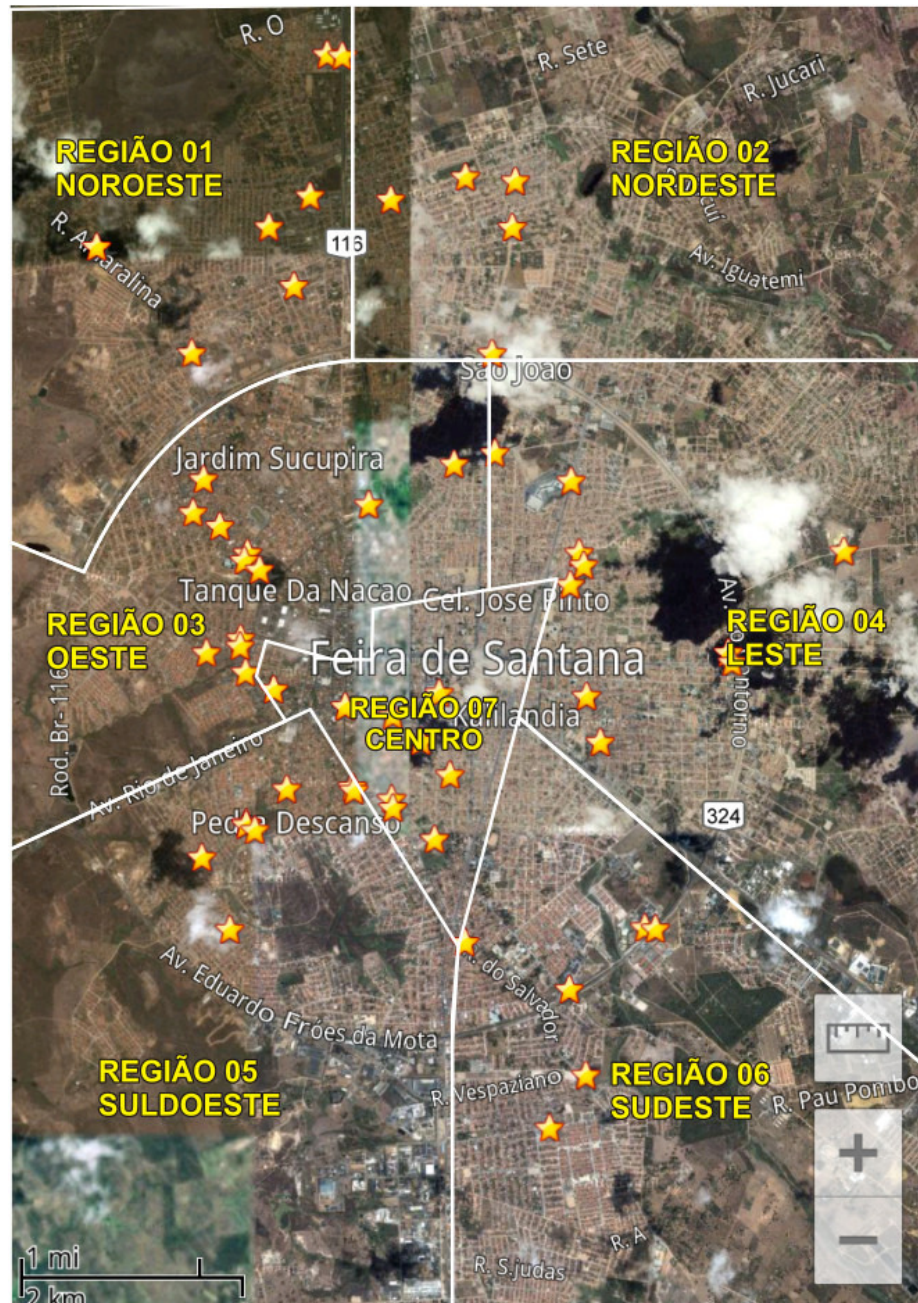 R. O
R. Sete
R. Jucari
REGIÃO 01
NOROESTE
REGIÃO 02
NORDESTE
116
Av. Iguatemi
São João
Jardim Sucupira
Tanque Da Nacao
Cel. Jose Pinto
REGIÃO 03
OESTE
REGIÃO 04
LESTE
Feira de Santana
REGIÃO 07
CENTRO
Kalilandia
Rod. Br-116
Av. Rio de Janeiro
324
Descanso
Av. Eduardo Fróes da Mota
do Salvador
REGIÃO 05
SULDOESTE
R. Vespaziano
REGIÃO 06
SUDESTE
R. Pau Pombo
R. A
R. S.judas
1 mi
2 km